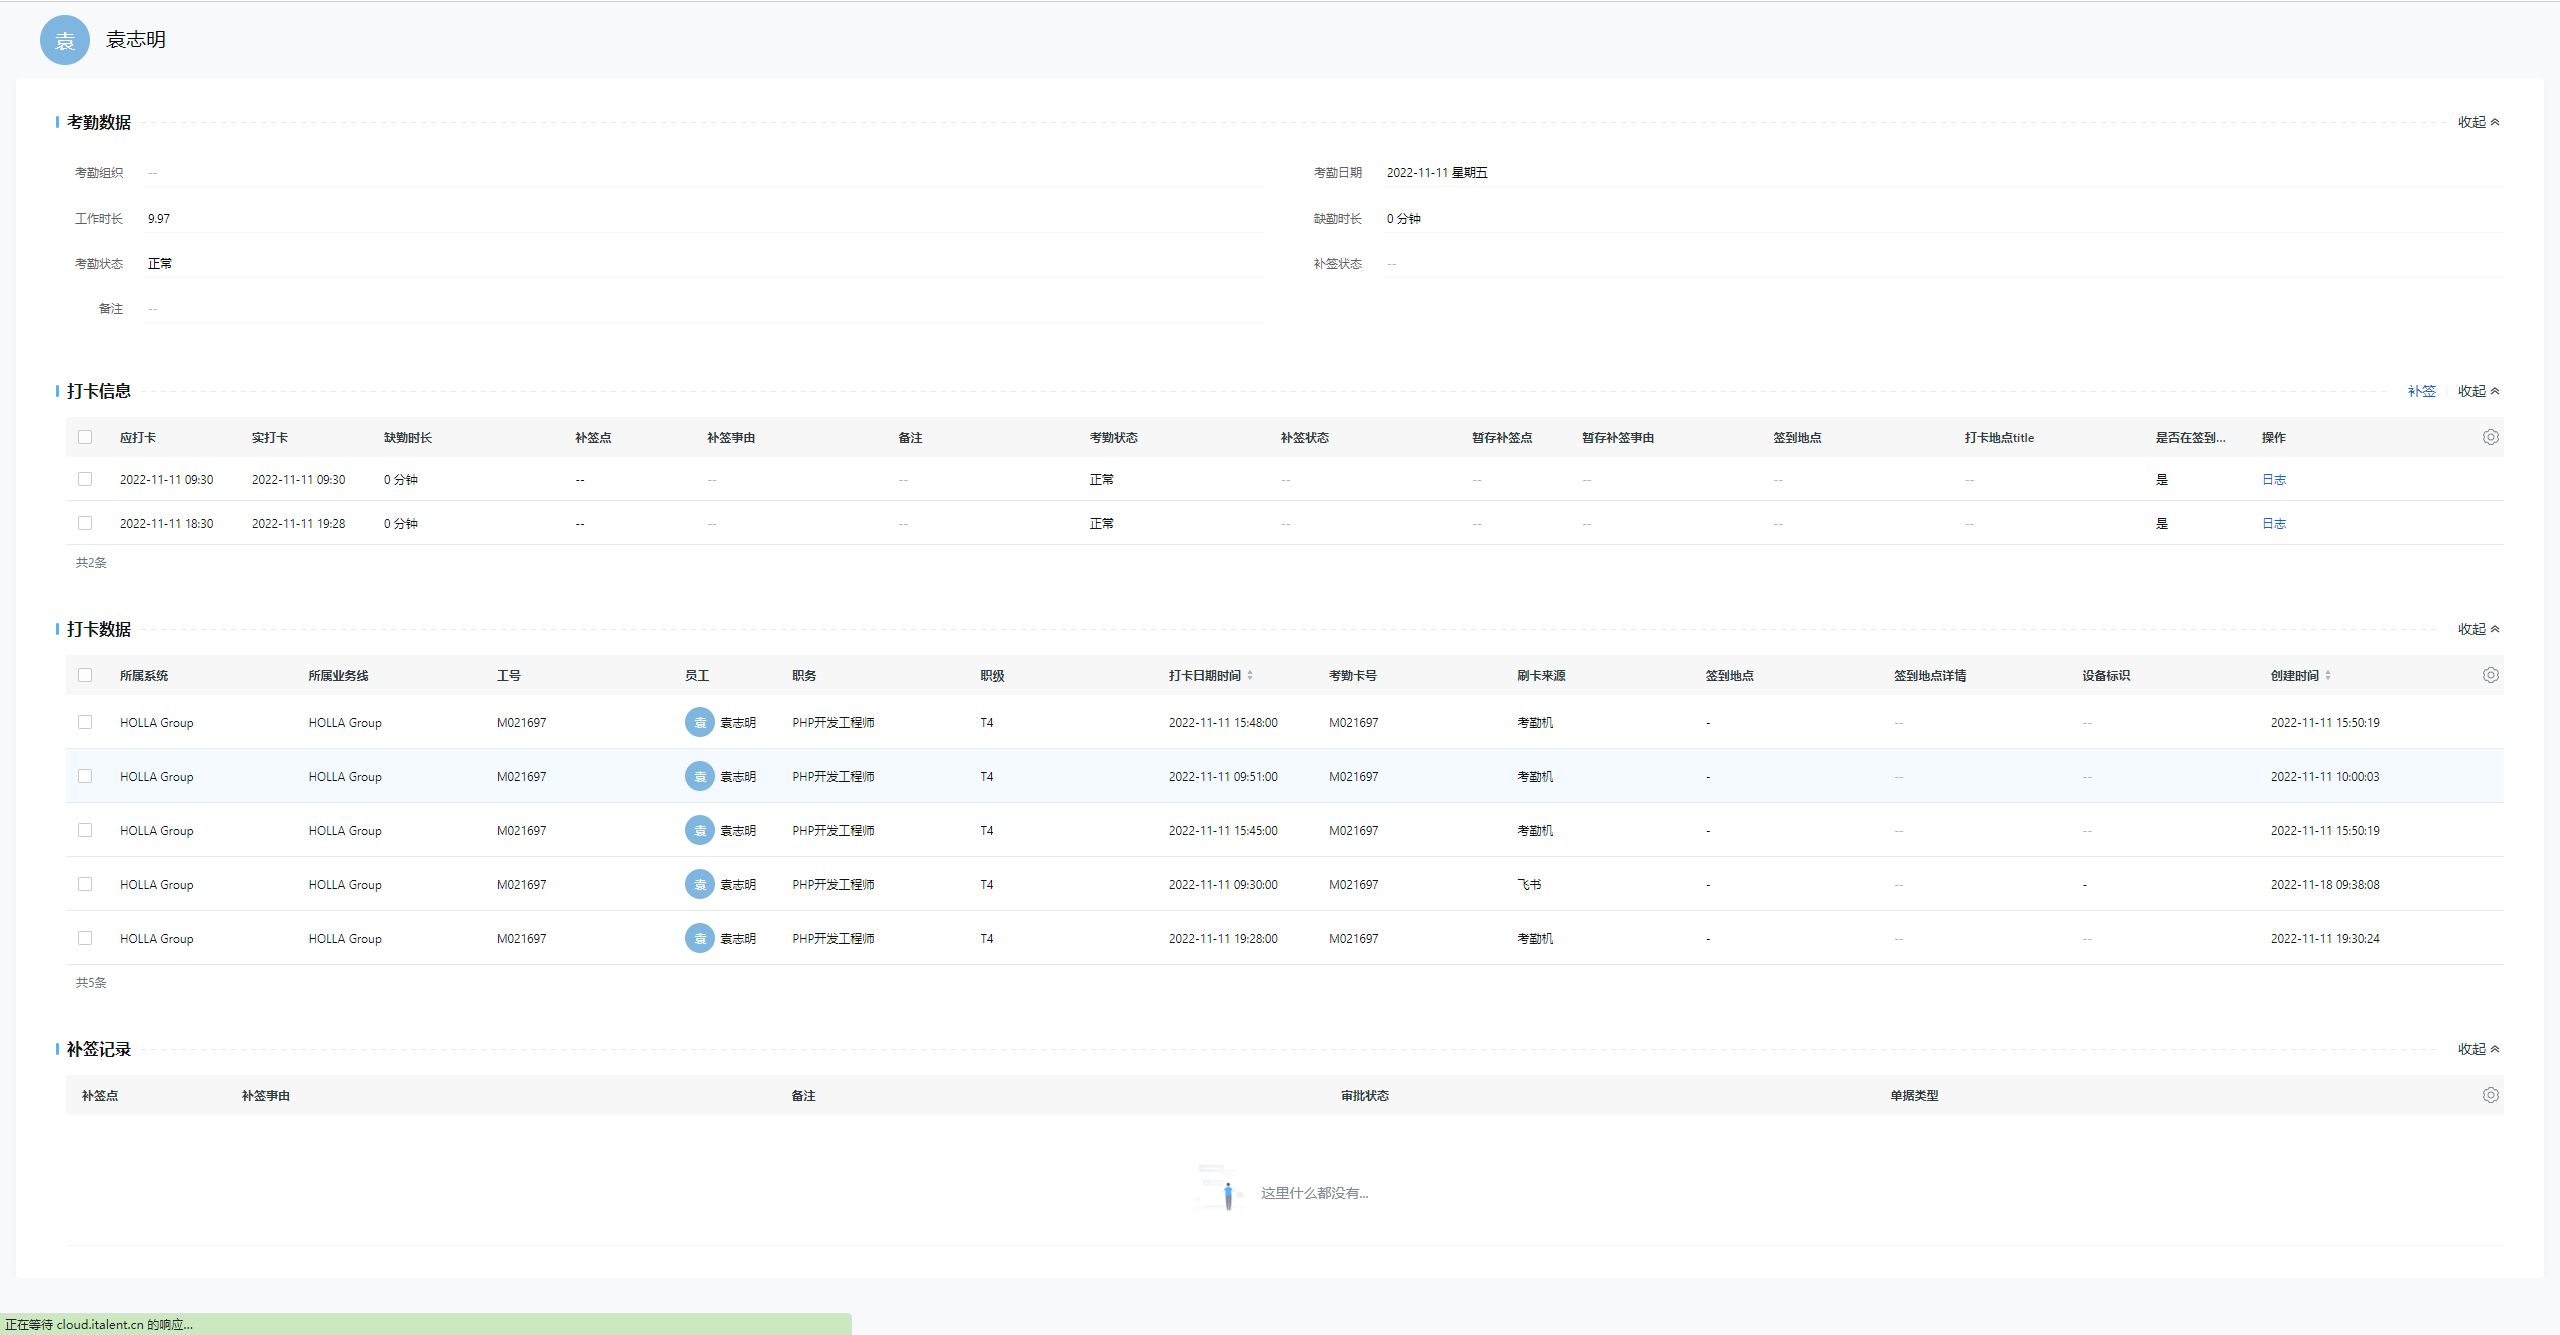 袁 袁志明
考勤数据 收起
考勤组织 -- 考勤日期 2022-11-11 星期五
工作时长 9.97 缺勤时长 0 分钟
考勤状态 正常 补签状态 --
备注 --
打卡信息 补签 收起
应打卡 实打卡 缺勤时长 补签点 补签事由 备注 考勤状态 补签状态 暂存补签点 暂存补签事由 签到地点 打卡地点title 是否在签到... 操作
2022-11-11 09:30 2022-11-11 09:30 0 分钟 -- -- -- 正常 -- -- -- -- -- 是 日志
2022-11-11 18:30 2022-11-11 19:28 0 分钟 -- -- -- 正常 -- -- -- -- -- 是 日志
共2条
打卡数据 收起
所属系统 所属业务线 工号 员工 职务 职级 打卡日期时间 考勤卡号 刷卡来源 签到地点 签到地点详情 设备标识 创建时间
HOLLA Group HOLLA Group M021697 袁 袁志明 PHP开发工程师 T4 2022-11-11 15:48:00 M021697 考勤机 - -- -- 2022-11-11 15:50:19
HOLLA Group HOLLA Group M021697 袁 袁志明 PHP开发工程师 T4 2022-11-11 09:51:00 M021697 考勤机 - -- -- 2022-11-11 10:00:03
HOLLA Group HOLLA Group M021697 袁 袁志明 PHP开发工程师 T4 2022-11-11 15:45:00 M021697 考勤机 - -- -- 2022-11-11 15:50:19
HOLLA Group HOLLA Group M021697 袁 袁志明 PHP开发工程师 T4 2022-11-11 09:30:00 M021697 飞书 - -- - 2022-11-18 09:38:08
HOLLA Group HOLLA Group M021697 袁 袁志明 PHP开发工程师 T4 2022-11-11 19:28:00 M021697 考勤机 - -- -- 2022-11-11 19:30:24
共5条
补签记录 收起
补签点 补签事由 备注 审批状态 单据类型
这里什么都没有...
正在等待 cloud.italent.cn 的响应...